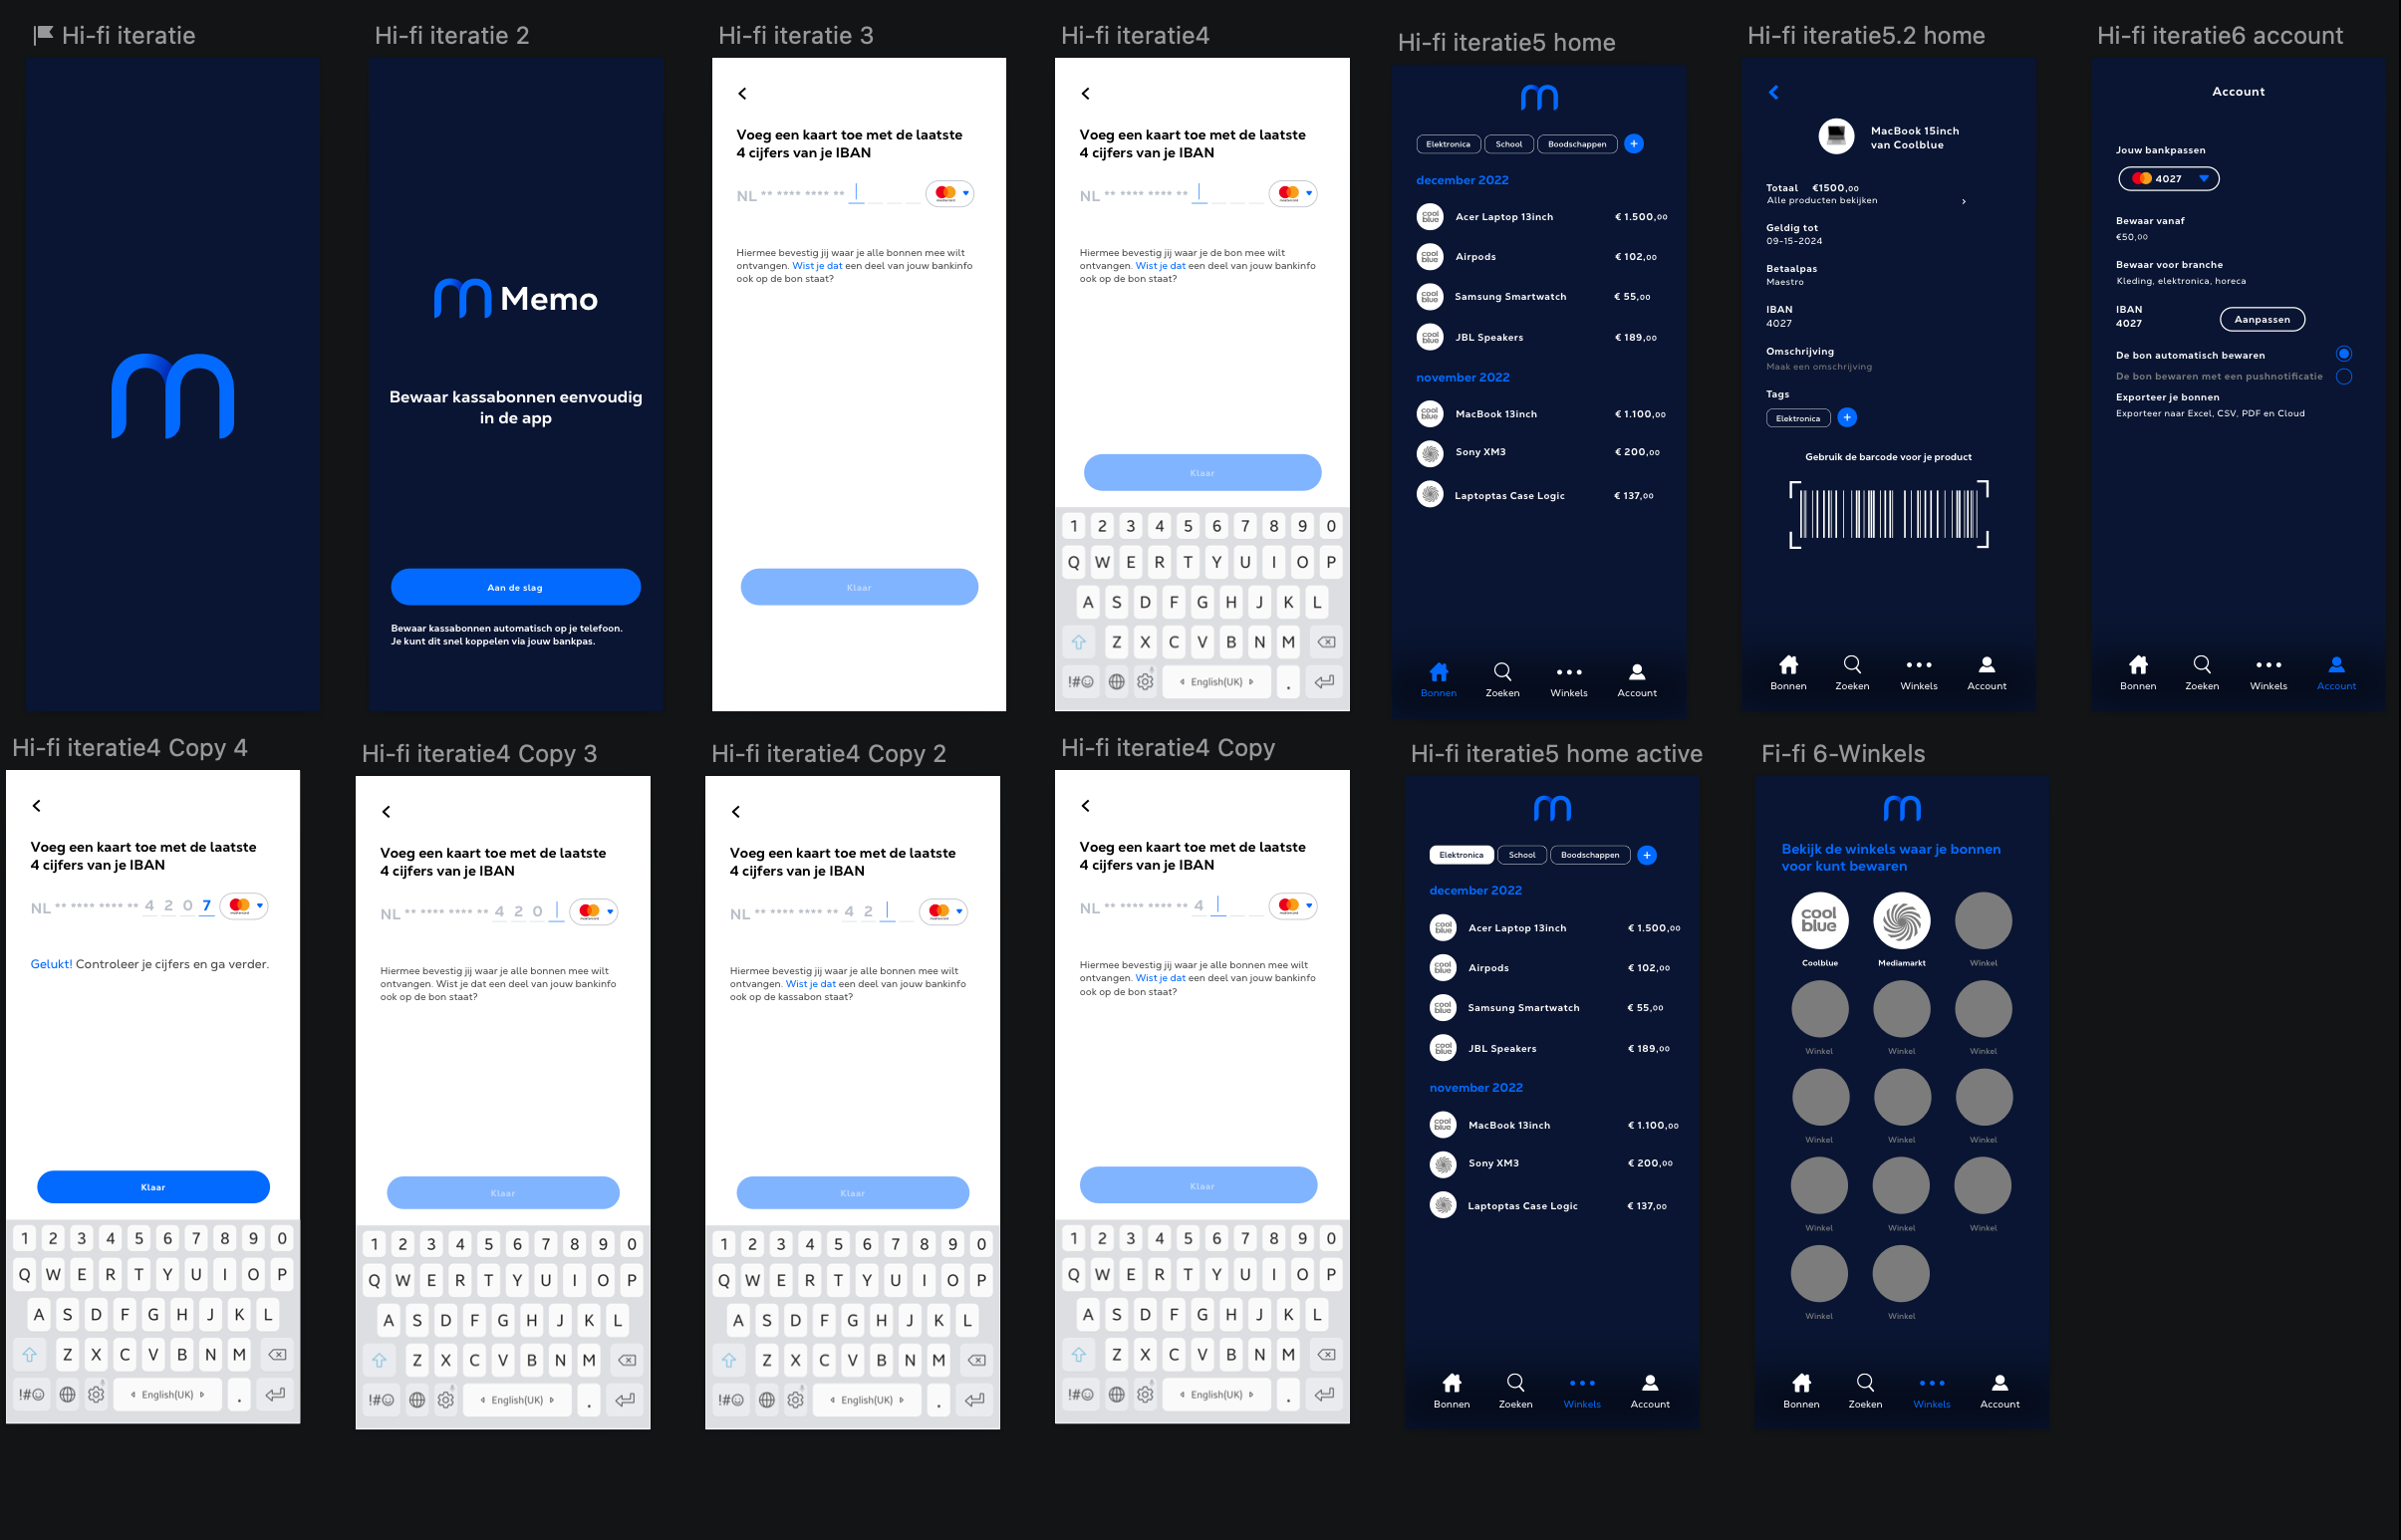 Hi-fi iteratie
Hi-fi iteratie 2
Memo
Bewaar kassabonnen eenvoudig
in de app
Aan de slag
Bewaar kassabonnen automatisch op je telefoon.
Je kunt dit snel koppelen via jouw bankpas.
Hi-fi iteratie 3
Voeg een kaart toe met de laatste
4 cijfers van je IBAN
NL ** **** **** **
Hiermee bevestig jij waar je alle bonnen mee wilt
ontvangen. Wist je dat een deel van jouw bankinfo
ook op de bon staat?
Klaar
Hi-fi iteratie4
Voeg een kaart toe met de laatste
4 cijfers van je IBAN
NL ** **** **** **
Hiermee bevestig jij waar je de bon mee wilt
ontvangen. Wist je dat een deel van jouw bankinfo
ook op de bon staat?
Klaar
1 2 3 4 5 6 7 8 9 0
Q W E R T Y U I O P
A S D F G H J K L
Z X C V B N M
!#☺ English(UK) .
Hi-fi iteratie5 home
Elektronica School Boodschappen +
december 2022
cool blue Acer Laptop 13inch € 1.500,00
cool blue Airpods € 102,00
cool blue Samsung Smartwatch € 55,00
cool blue JBL Speakers € 189,00
november 2022
cool blue MacBook 13inch € 1.100,00
Sony XM3 € 200,00
Laptoptas Case Logic € 137,00
Bonnen Zoeken Winkels Account
Hi-fi iteratie5.2 home
MacBook 15inch
van Coolblue
Totaal €1500,00
Alle producten bekijken
Geldig tot
09-15-2024
Betaalpas
Maestro
IBAN
4027
Omschrijving
Maak een omschrijving
Tags
Elektronica +
Gebruik de barcode voor je product
Bonnen Zoeken Winkels Account
Hi-fi iteratie6 account
Account
Jouw bankpassen
4027
Bewaar vanaf
€50,00
Bewaar voor branche
Kleding, elektronica, horeca
IBAN
4027 Aanpassen
De bon automatisch bewaren
De bon bewaren met een pushnotificatie
Exporteer je bonnen
Exporteer naar Excel, CSV, PDF en Cloud
Bonnen Zoeken Winkels Account
Hi-fi iteratie4 Copy 4
Voeg een kaart toe met de laatste
4 cijfers van je IBAN
NL ** **** **** ** 4 2 0 7
Gelukt! Controleer je cijfers en ga verder.
Klaar
1 2 3 4 5 6 7 8 9 0
Q W E R T Y U I O P
A S D F G H J K L
Z X C V B N M
!#☺ English(UK) .
Hi-fi iteratie4 Copy 3
Voeg een kaart toe met de laatste
4 cijfers van je IBAN
NL ** **** **** ** 4 2 0
Hiermee bevestig jij waar je alle bonnen mee wilt
ontvangen. Wist je dat een deel van jouw bankinfo
ook op de bon staat?
Klaar
1 2 3 4 5 6 7 8 9 0
Q W E R T Y U I O P
A S D F G H J K L
Z X C V B N M
!#☺ English(UK) .
Hi-fi iteratie4 Copy 2
Voeg een kaart toe met de laatste
4 cijfers van je IBAN
NL ** **** **** ** 4 2
Hiermee bevestig jij waar je alle bonnen mee wilt
ontvangen. Wist je dat een deel van jouw bankinfo
ook op de kassabon staat?
Klaar
1 2 3 4 5 6 7 8 9 0
Q W E R T Y U I O P
A S D F G H J K L
Z X C V B N M
!#☺ English(UK) .
Hi-fi iteratie4 Copy
Voeg een kaart toe met de laatste
4 cijfers van je IBAN
NL ** **** **** ** 4
Hiermee bevestig jij waar je alle bonnen mee wilt
ontvangen. Wist je dat een deel van jouw bankinfo
ook op de bon staat?
Klaar
1 2 3 4 5 6 7 8 9 0
Q W E R T Y U I O P
A S D F G H J K L
Z X C V B N M
!#☺ English(UK) .
Hi-fi iteratie5 home active
Elektronica School Boodschappen +
december 2022
cool blue Acer Laptop 13inch € 1.500,00
cool blue Airpods € 102,00
cool blue Samsung Smartwatch € 55,00
cool blue JBL Speakers € 189,00
november 2022
cool blue MacBook 13inch € 1.100,00
Sony XM3 € 200,00
Laptoptas Case Logic € 137,00
Bonnen Zoeken Winkels Account
Fi-fi 6-Winkels
Bekijk de winkels waar je bonnen
voor kunt bewaren
cool
blue
Coolblue Mediamarkt Winkel
Winkel Winkel Winkel
Winkel Winkel Winkel
Winkel Winkel Winkel
Winkel Winkel
Bonnen Zoeken Winkels Account